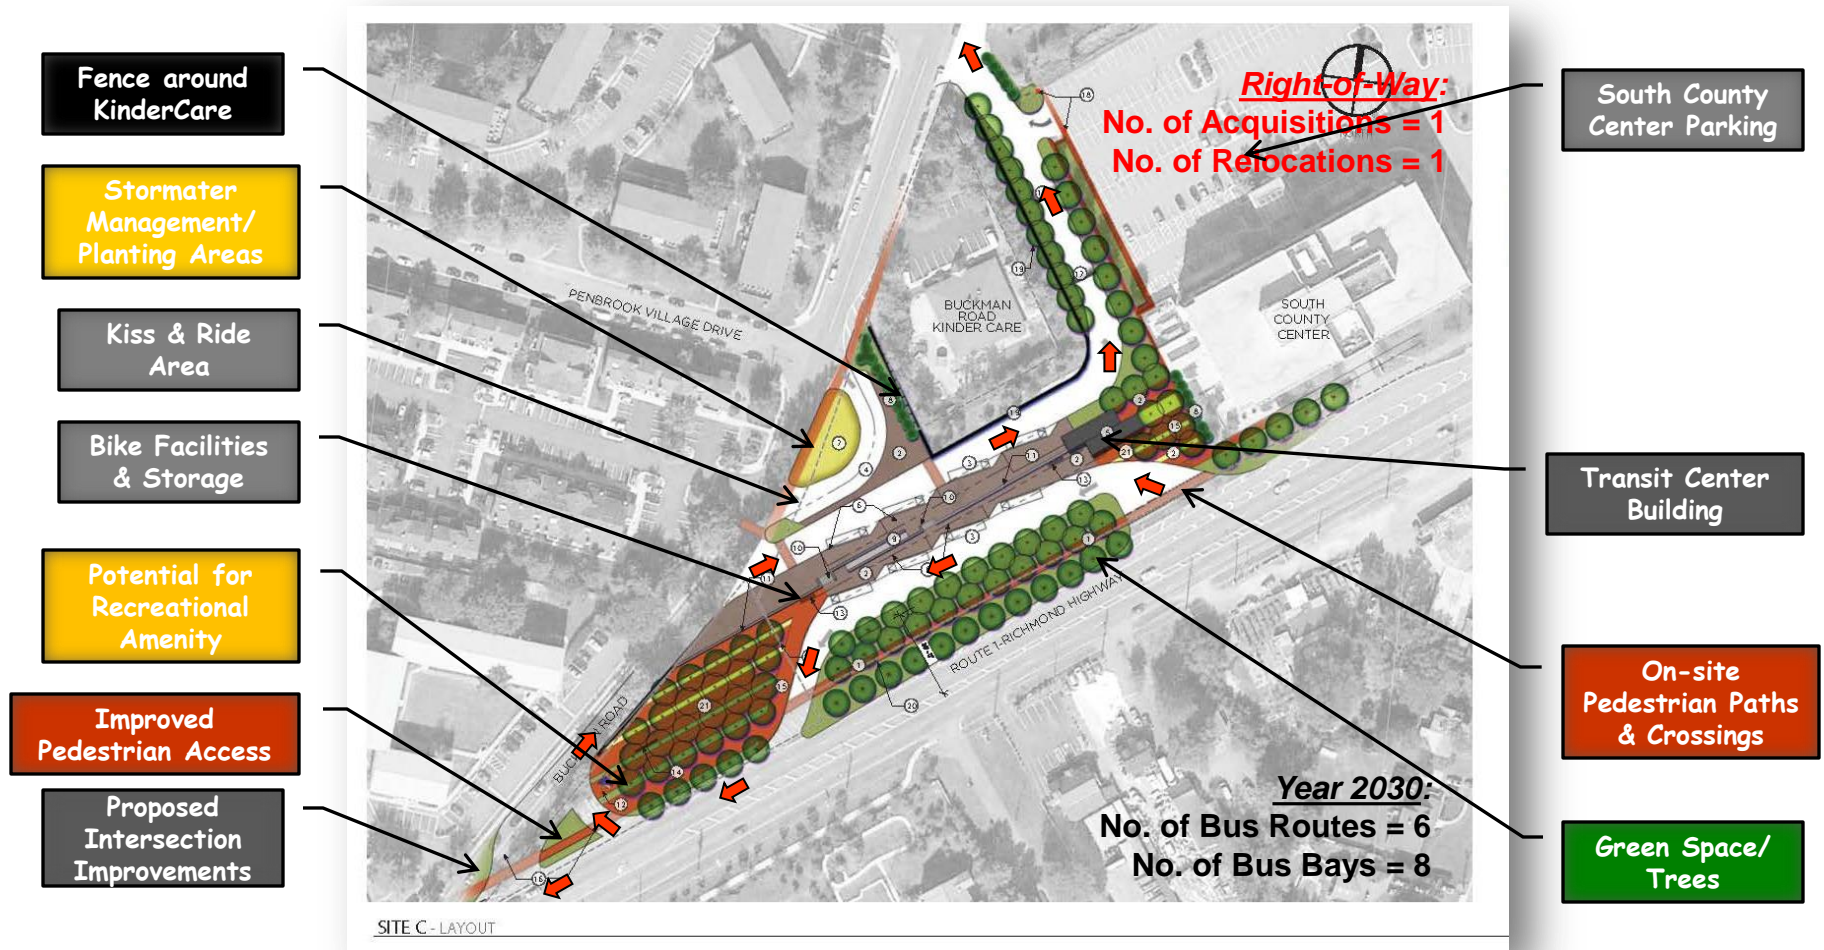 Fence around
KinderCare
Stormater
Management/
Planting Areas
Kiss & Ride
Area
Bike Facilities
& Storage
Potential for
Recreational
Amenity
Improved
Pedestrian Access
Proposed
Intersection
Improvements
Right-of-Way:
No. of Acquisitions = 1
No. of Relocations = 1
PENBROOK VILLAGE DRIVE
BUCKMAN
ROAD
KINDER CARE
SOUTH
COUNTY
CENTER
ROUTE 1-RICHMOND HIGHWAY
BUCKMAN ROAD
Year 2030:
No. of Bus Routes = 6
No. of Bus Bays = 8
SITE C - LAYOUT
South County
Center Parking
Transit Center
Building
On-site
Pedestrian Paths
& Crossings
Green Space/
Trees